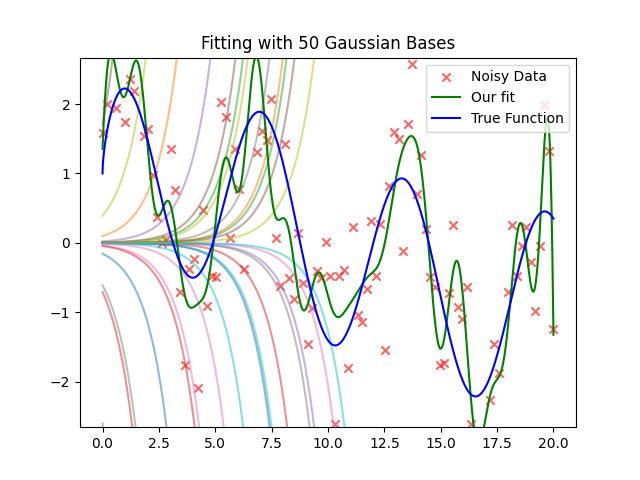 Fitting with 50 Gaussian Bases
Noisy Data
Our fit
True Function
2
1
0
−1
−2
0.0 2.5 5.0 7.5 10.0 12.5 15.0 17.5 20.0